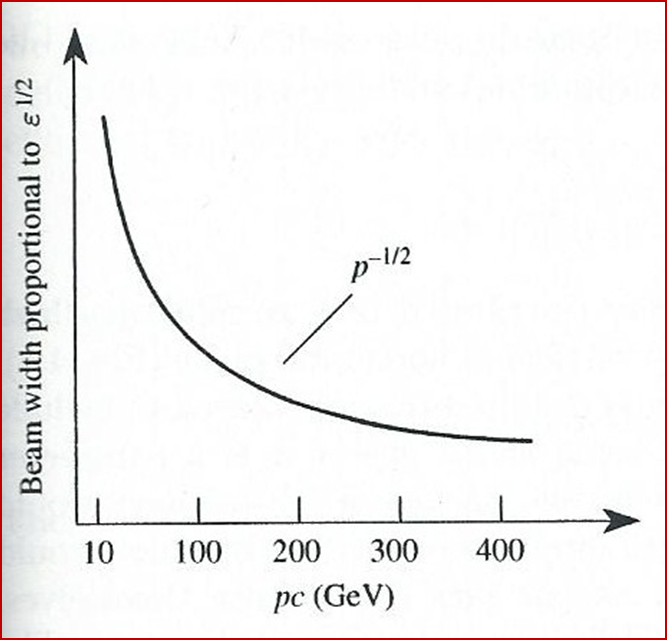 Beam width proportional to ε^1/2
p^−1/2
10 100 200 300 400
pc (GeV)